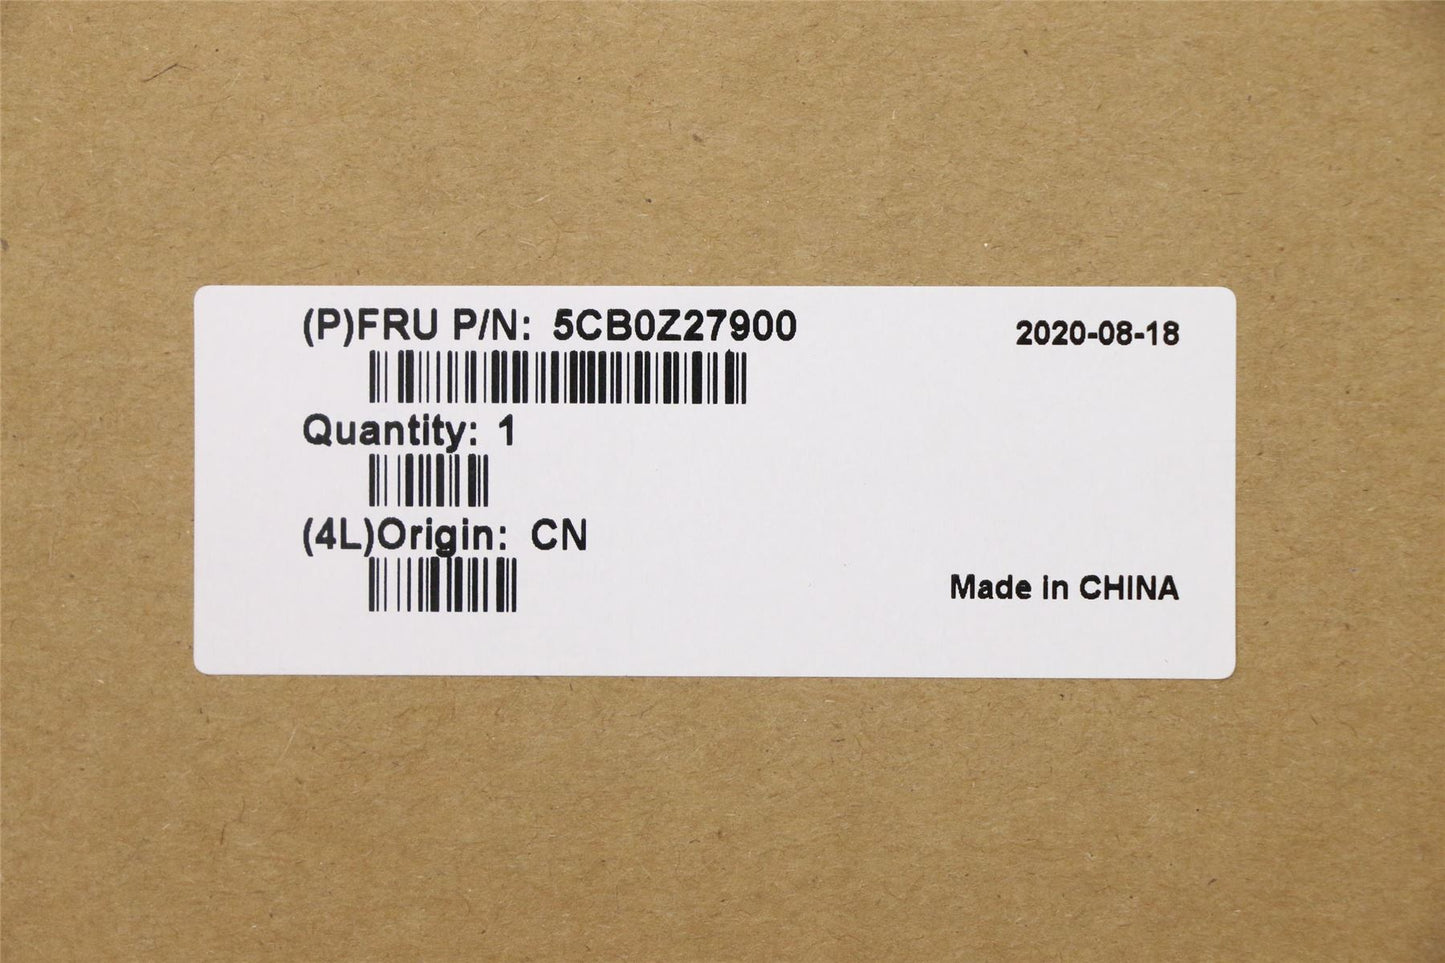 (P)FRU P/N: 5CB0Z27900
2020-08-18
Quantity: 1
(4L)Origin: CN
Made in CHINA